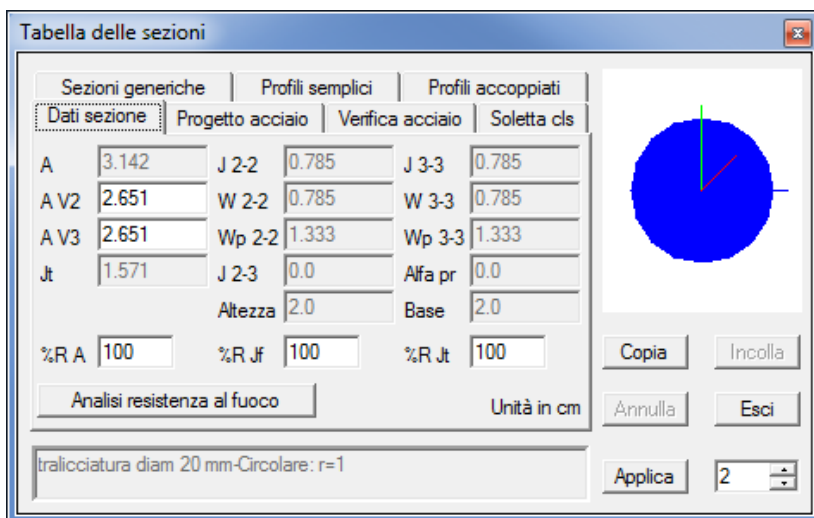 Tabella delle sezioni
Sezioni generiche Profili semplici Profili accoppiati
Dati sezione Progetto acciaio Verifica acciaio Soletta cls
A 3.142 J 2-2 0.785 J 3-3 0.785
A V2 2.651 W 2-2 0.785 W 3-3 0.785
A V3 2.651 Wp 2-2 1.333 Wp 3-3 1.333
Jt 1.571 J 2-3 0.0 Alfa pr 0.0
Altezza 2.0 Base 2.0
%R A 100 %R Jf 100 %R Jt 100
Copia Incolla
Analisi resistenza al fuoco Unità in cm
Annulla Esci
tralicciatura diam 20 mm-Circolare: r=1
Applica 2